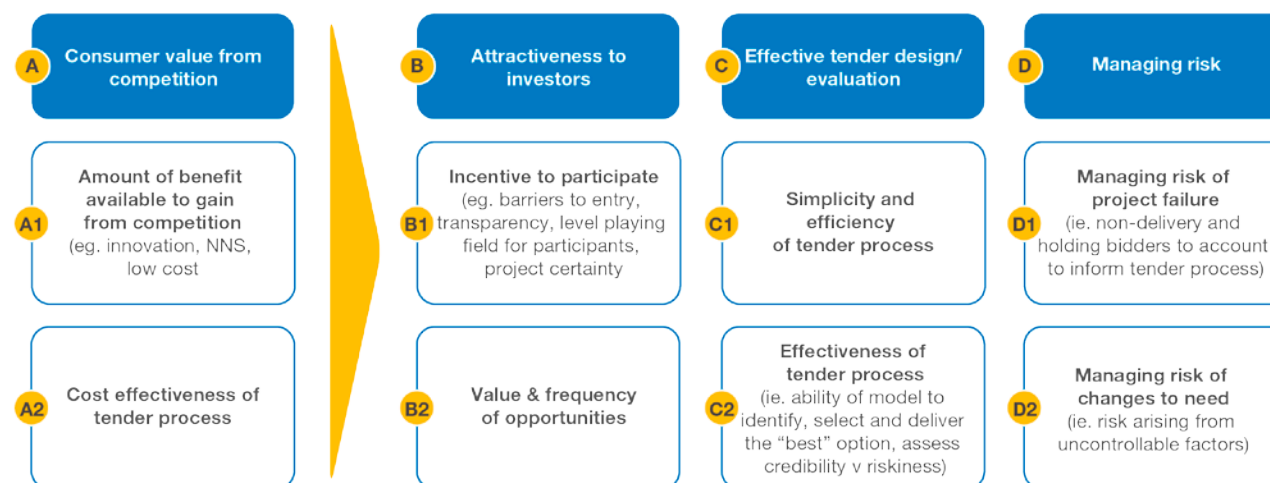 A
Consumer value from
competition
A1
Amount of benefit
available to gain
from competition
(eg. innovation, NNS,
low cost
A2
Cost effectiveness of
tender process
B
Attractiveness to
investors
B1
Incentive to participate
(eg. barriers to entry,
transparency, level playing
field for participants,
project certainty
B2
Value & frequency
of opportunities
C
Effective tender design/
evaluation
C1
Simplicity and
efficiency
of tender process
C2
Effectiveness of
tender process
(ie. ability of model to
identify, select and deliver
the “best” option, assess
credibility v riskiness)
D
Managing risk
D1
Managing risk of
project failure
(ie. non-delivery and
holding bidders to account
to inform tender process)
D2
Managing risk of
changes to need
(ie. risk arising from
uncontrollable factors)